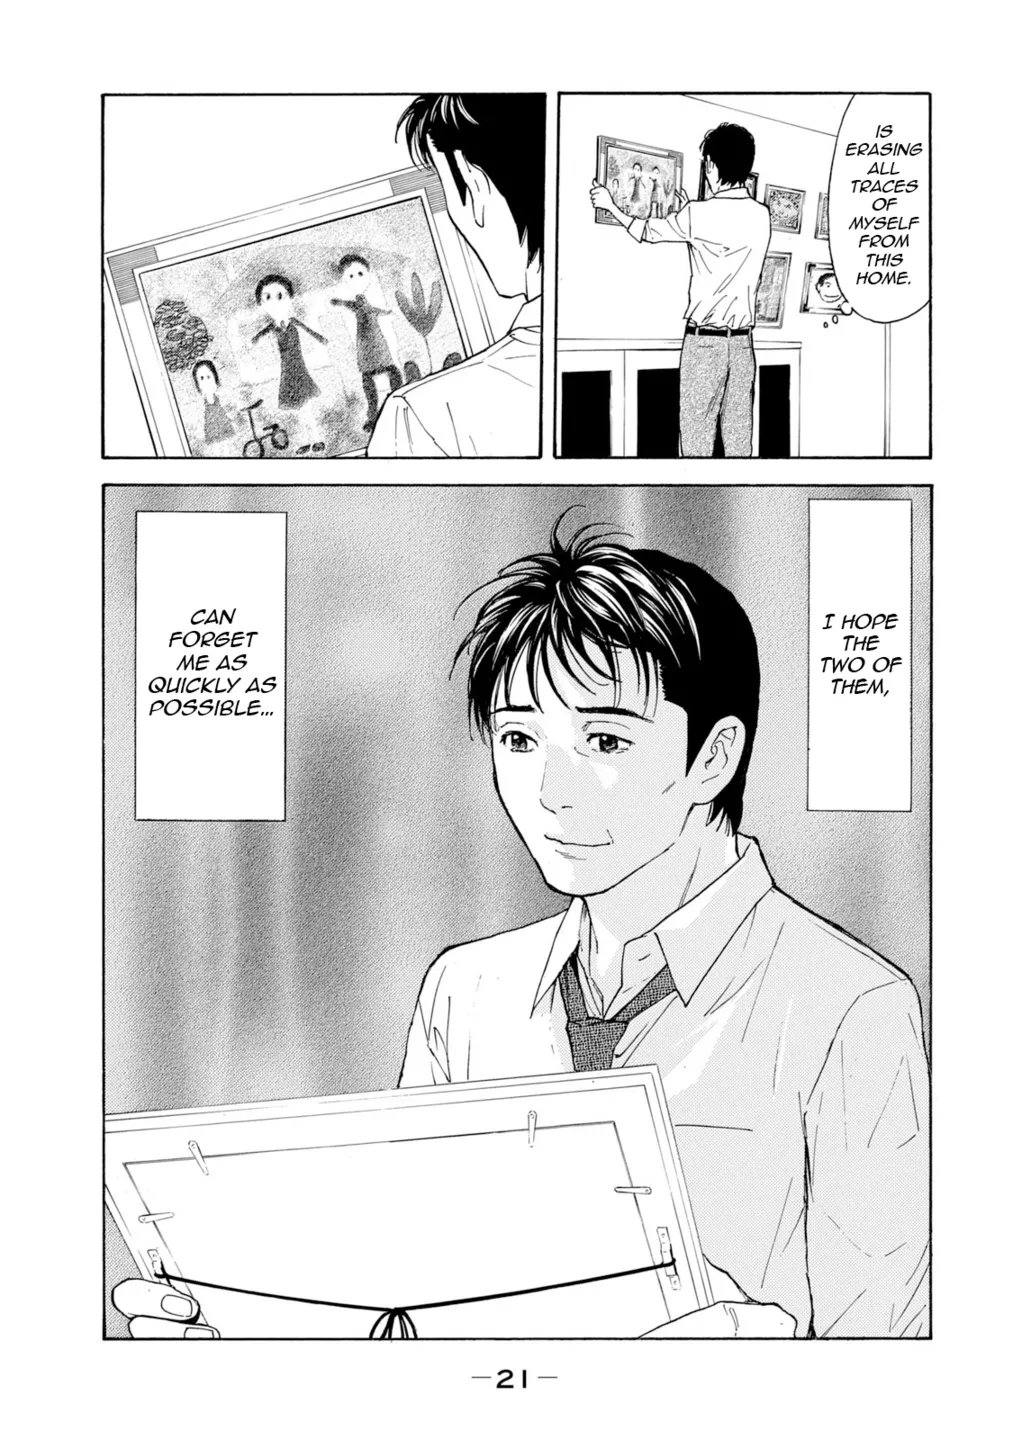 IS
ERASING
ALL
TRACES
OF
MYSELF
FROM
THIS
HOME.
I HOPE
THE
TWO OF
THEM,
CAN
FORGET
ME AS
QUICKLY AS
POSSIBLE...
—21—